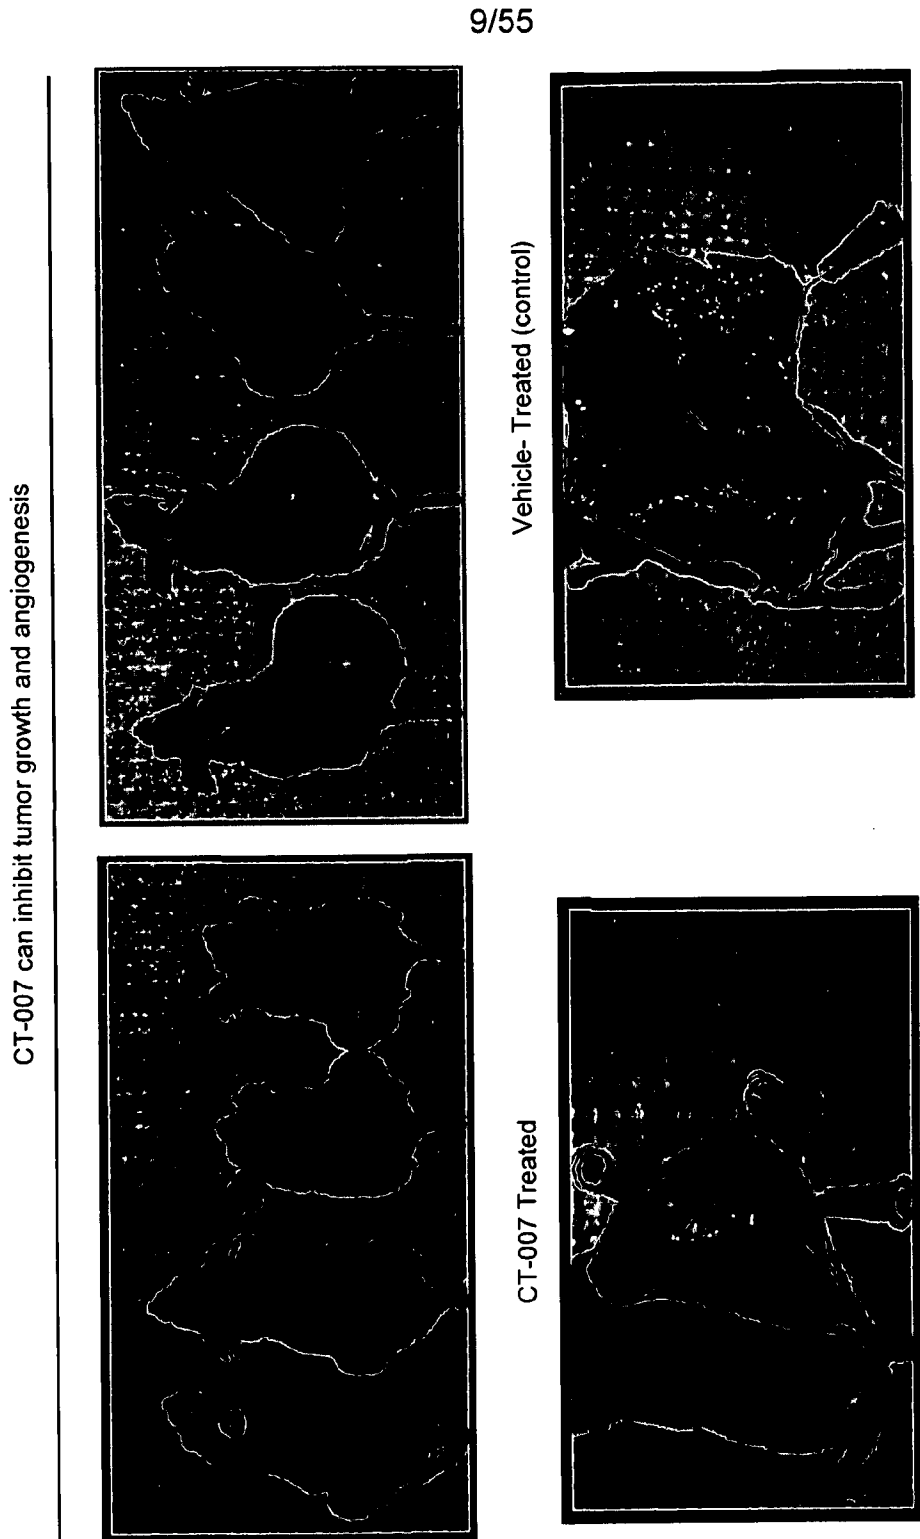 9/55
CT-007 can inhibit tumor growth and angiogenesis
Vehicle- Treated (control)
CT-007 Treated